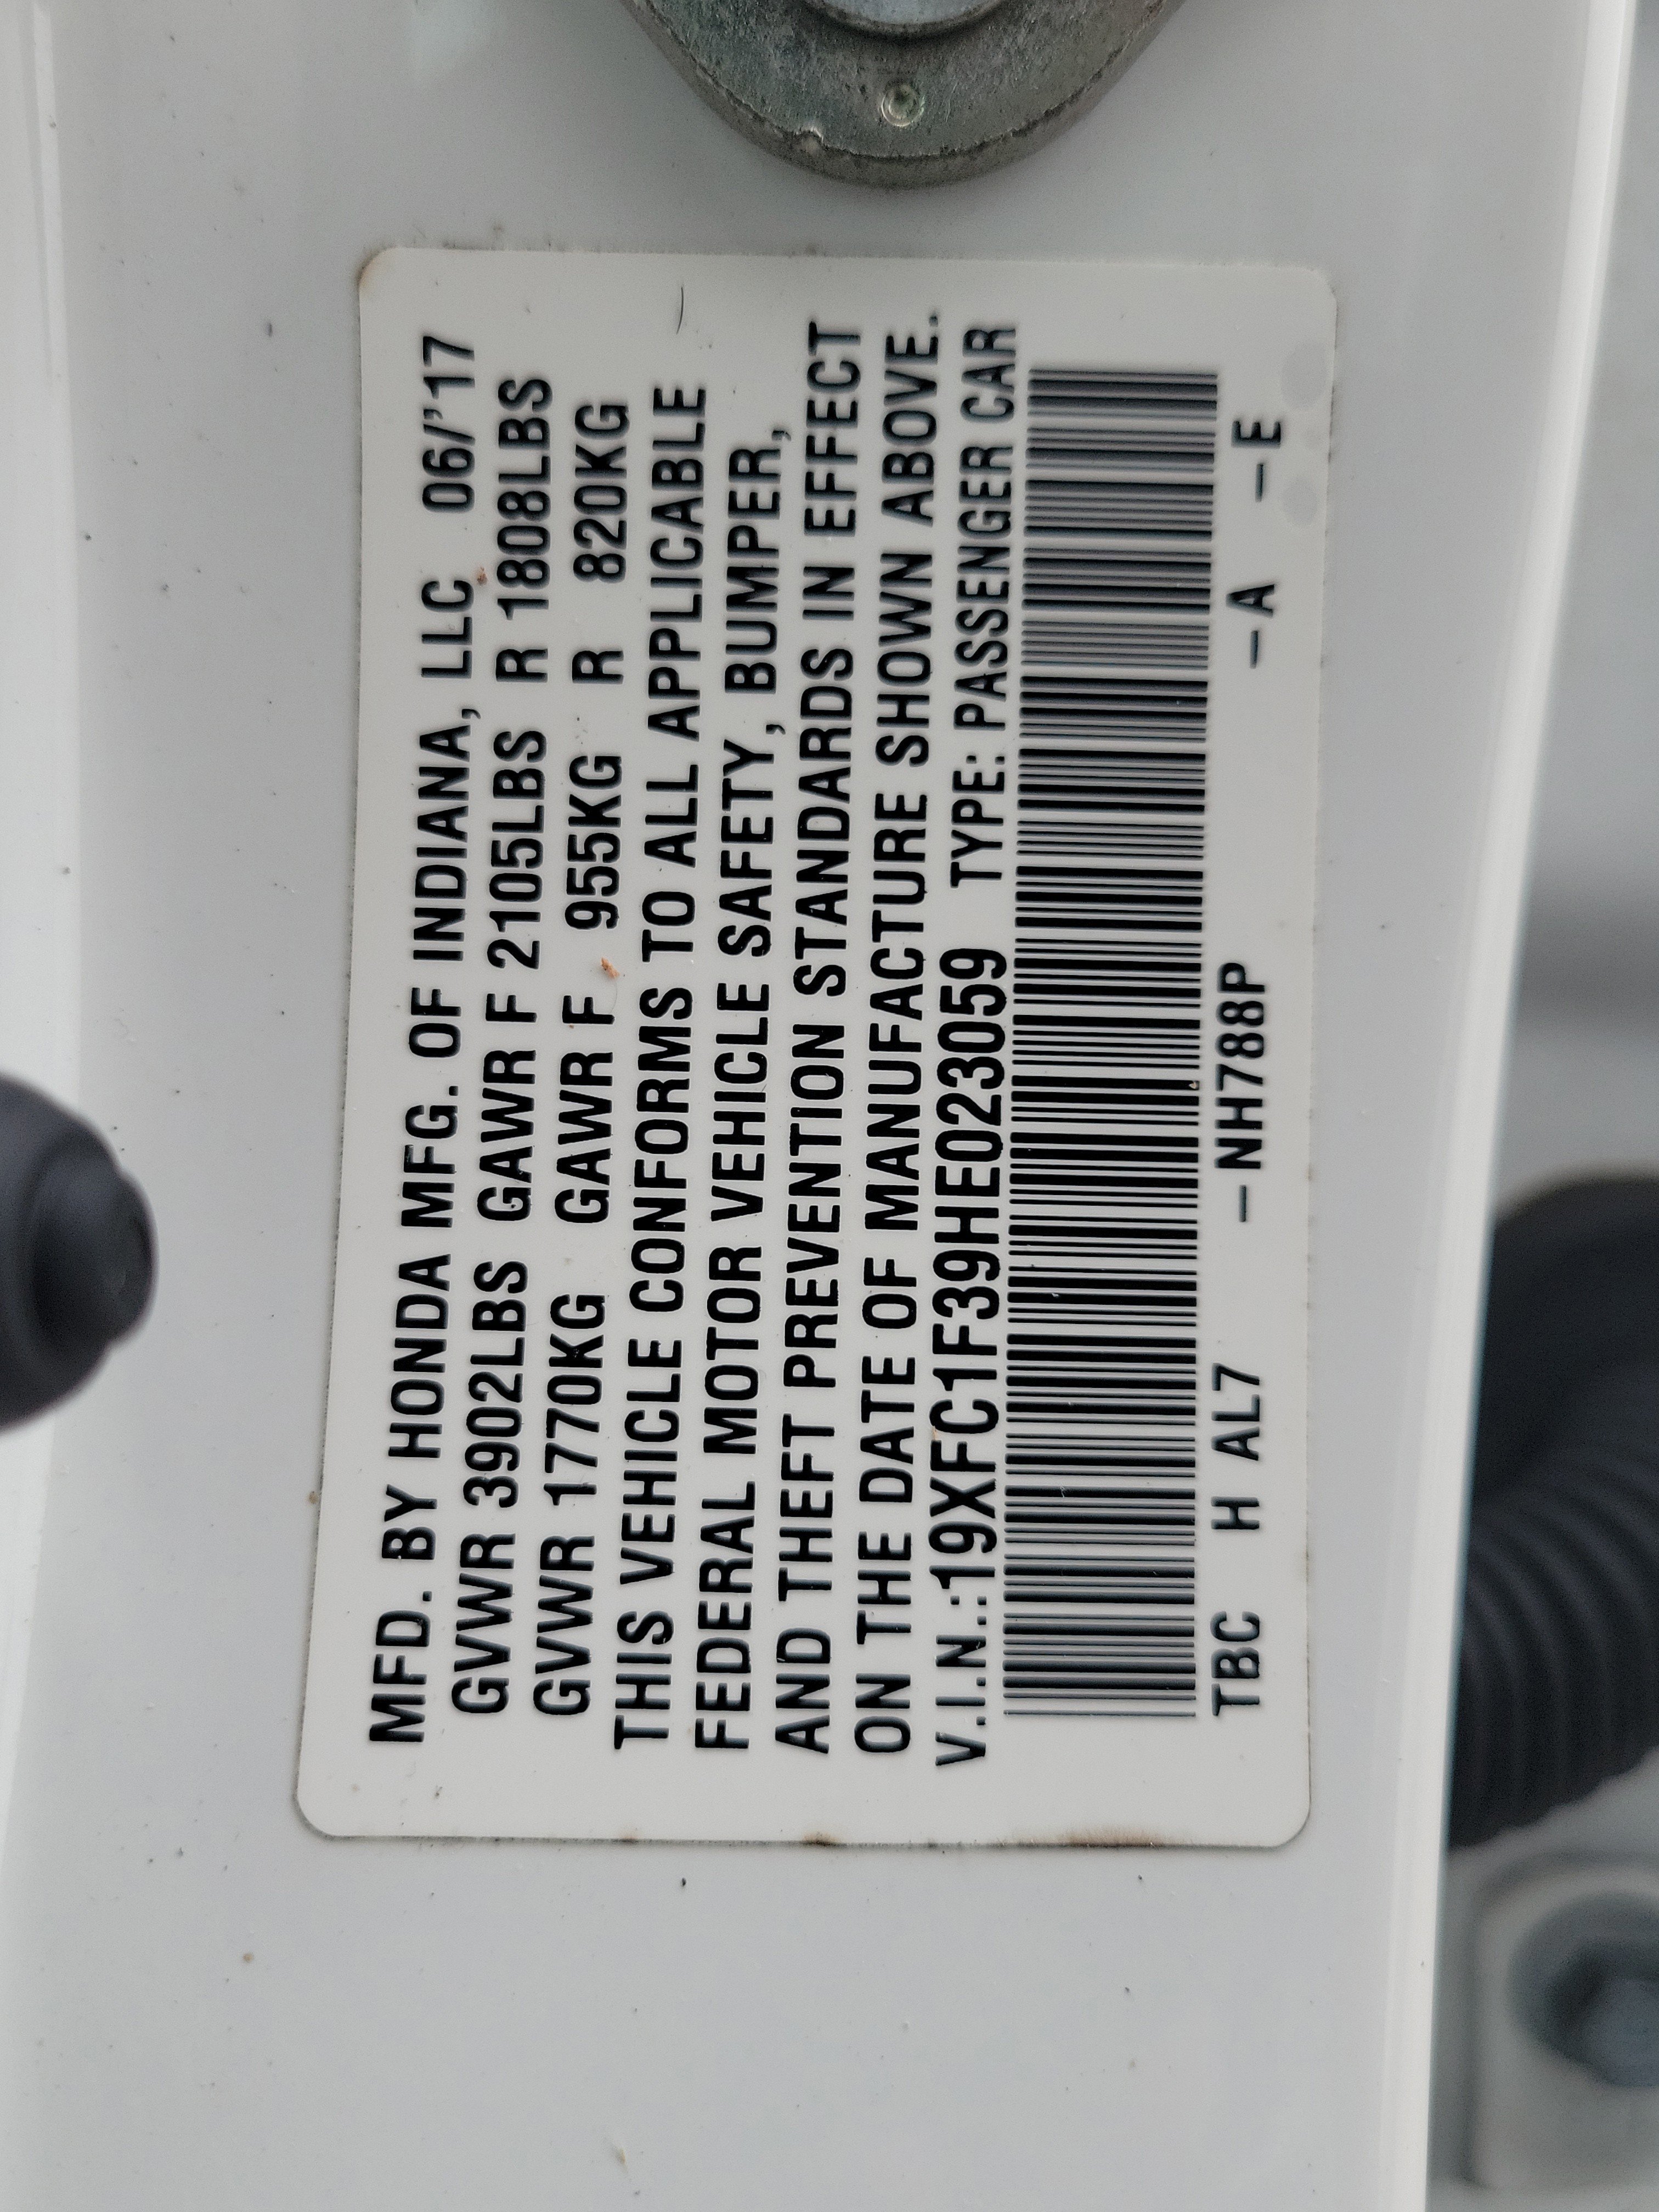 MFD. BY HONDA MFG. OF INDIANA, LLC 06/'17
GVWR 3902LBS GAWR F 2105LBS R 1808LBS
GVWR 1770KG GAWR F 955KG R 820KG
THIS VEHICLE CONFORMS TO ALL APPLICABLE
FEDERAL MOTOR VEHICLE SAFETY, BUMPER,
AND THEFT PREVENTION STANDARDS IN EFFECT
ON THE DATE OF MANUFACTURE SHOWN ABOVE.
V.I.N.:19XFC1F39HE023059 TYPE: PASSENGER CAR
TBC H AL7 –NH788P –A –E